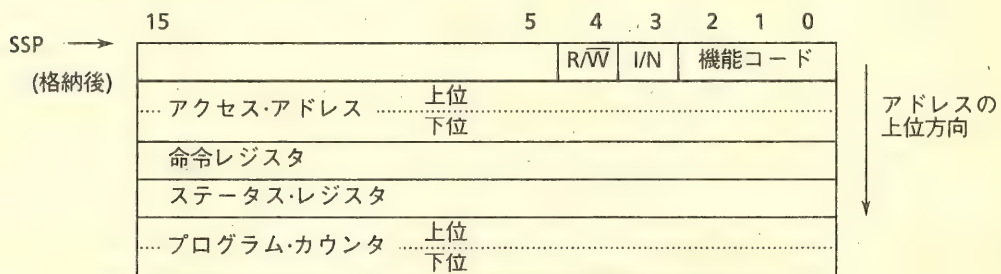 15 5 4 3 2 1 0
SSP →
(格納後)
R/W̅ I/N 機能コード
アクセス・アドレス 上位
下位
命令レジスタ
ステータス・レジスタ
プログラム・カウンタ 上位
下位
アドレスの
上位方向